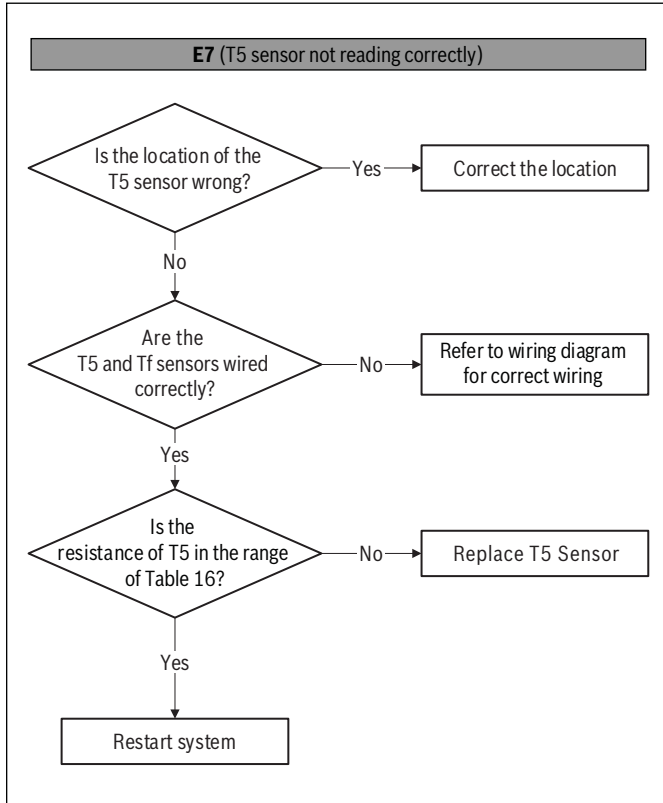 E7 (T5 sensor not reading correctly)
Is the location of the
T5 sensor wrong?
Yes
Correct the location
No
Are the
T5 and Tf sensors wired
correctly?
No
Refer to wiring diagram
for correct wiring
Yes
Is the
resistance of T5 in the range
of Table 16?
No
Replace T5 Sensor
Yes
Restart system